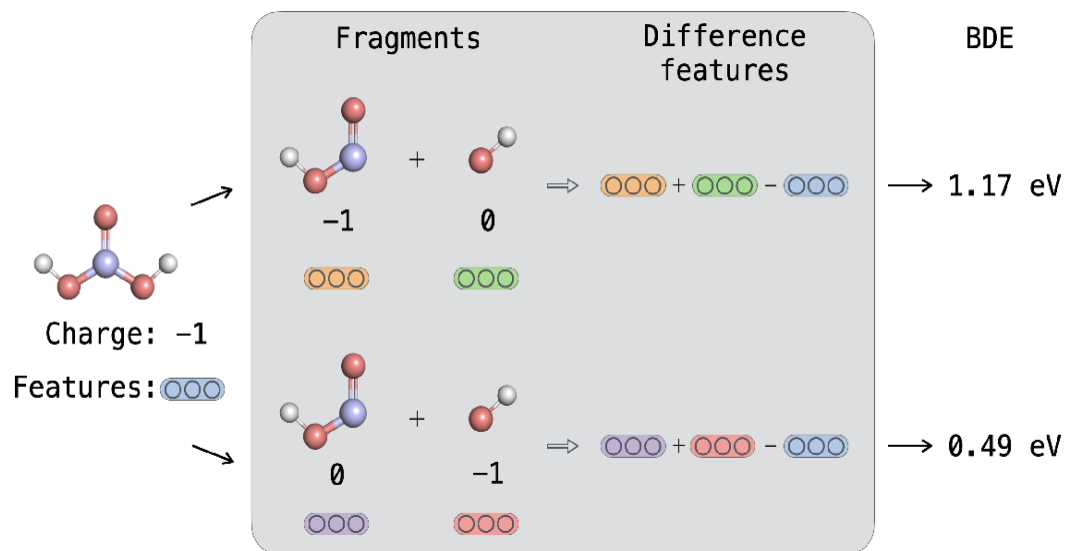 Fragments
Difference
features
BDE
+
-1
0
+
−
1.17 eV
Charge: -1
Features:
+
0
-1
+
−
0.49 eV